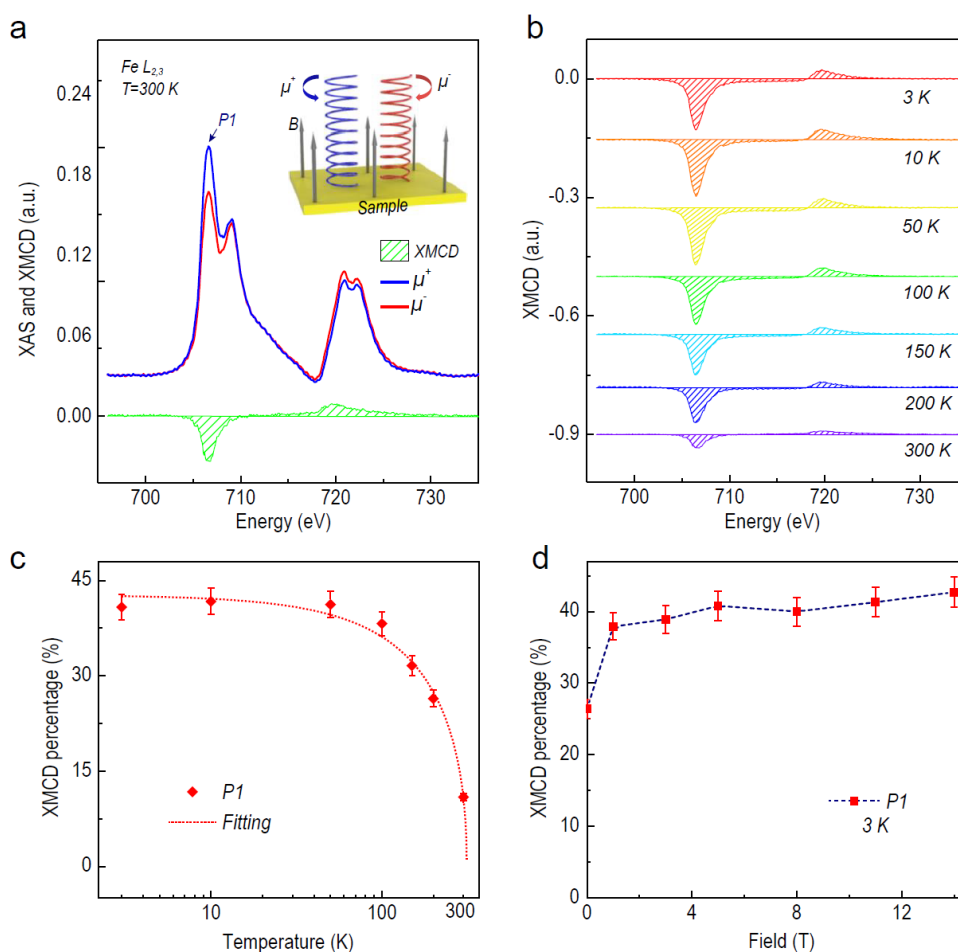 a
Fe L2,3
T=300 K
P1
μ+
μ-
B
Sample
XMCD
μ+
μ-
0.24
0.18
0.12
0.06
0.00
XAS and XMCD (a.u.)
700
710
720
730
Energy (eV)
b
0.0
-0.3
-0.6
-0.9
XMCD (a.u.)
3 K
10 K
50 K
100 K
150 K
200 K
300 K
700
710
720
730
Energy (eV)
c
45
30
15
0
XMCD percentage (%)
P1
Fitting
10
100
300
Temperature (K)
d
40
30
20
10
0
XMCD percentage (%)
P1
3 K
0
4
8
12
Field (T)